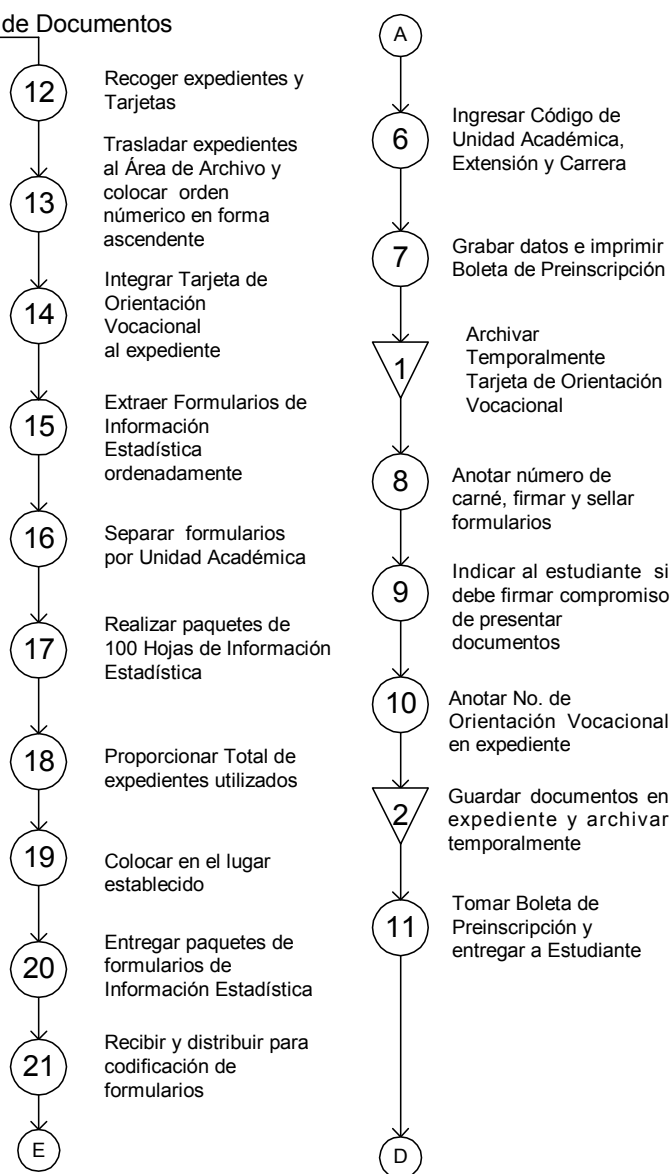 de Documentos
12
Recoger expedientes y
Tarjetas
13
Trasladar expedientes
al Área de Archivo y
colocar orden
númerico en forma
ascendente
14
Integrar Tarjeta de
Orientación
Vocacional
al expediente
15
Extraer Formularios de
Información
Estadística
ordenadamente
16
Separar formularios
por Unidad Académica
17
Realizar paquetes de
100 Hojas de Información
Estadística
18
Proporcionar Total de
expedientes utilizados
19
Colocar en el lugar
establecido
20
Entregar paquetes de
formularios de
Información Estadística
21
Recibir y distribuir para
codificación de
formularios
E
A
6
Ingresar Código de
Unidad Académica,
Extensión y Carrera
7
Grabar datos e imprimir
Boleta de Preinscripción
1
Archivar
Temporalmente
Tarjeta de Orientación
Vocacional
8
Anotar número de
carné, firmar y sellar
formularios
9
Indicar al estudiante si
debe firmar compromiso
de presentar
documentos
10
Anotar No. de
Orientación Vocacional
en expediente
2
Guardar documentos en
expediente y archivar
temporalmente
11
Tomar Boleta de
Preinscripción y
entregar a Estudiante
D